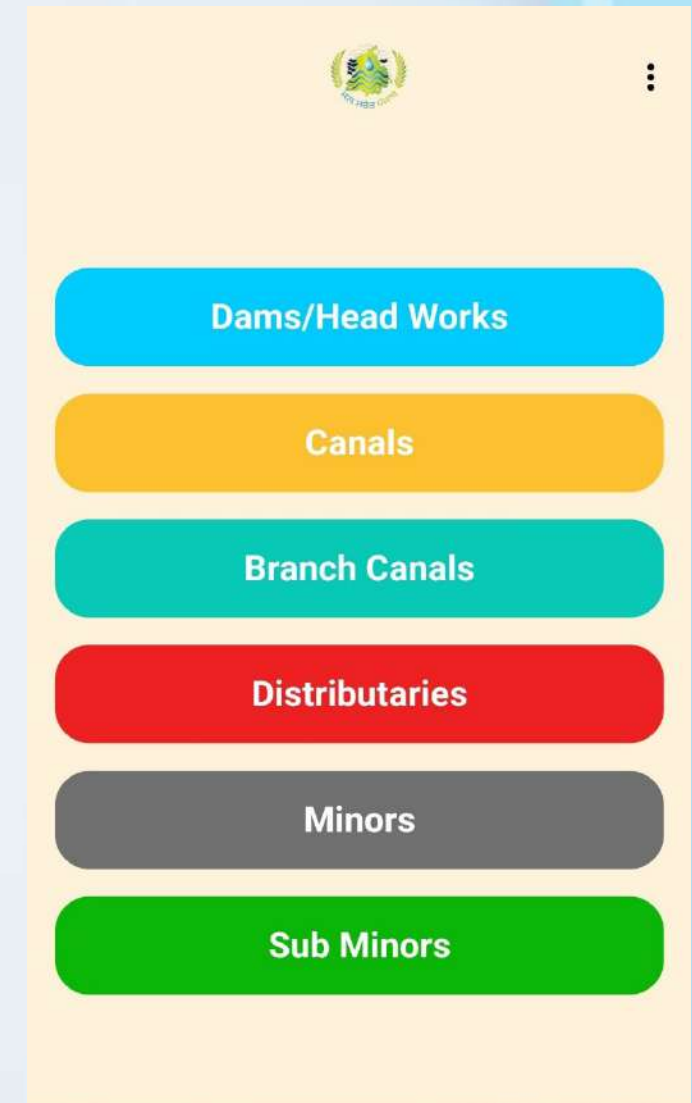 Dams/Head Works
Canals
Branch Canals
Distributaries
Minors
Sub Minors